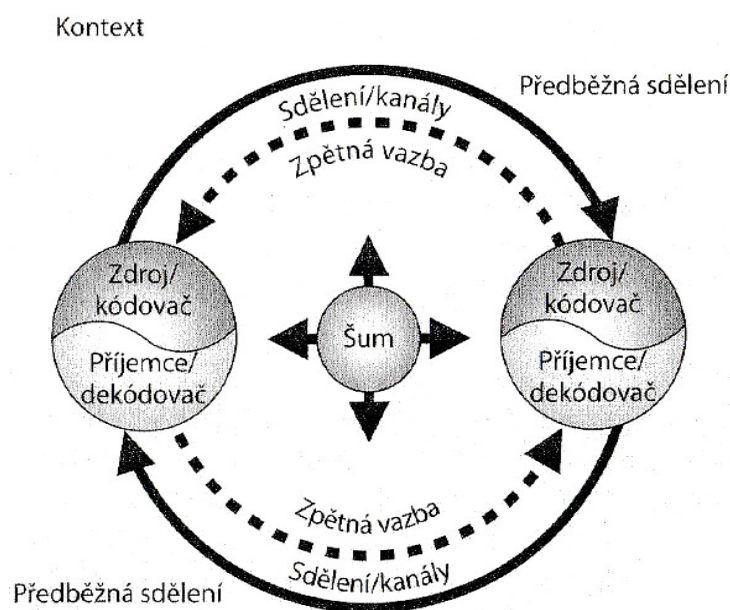 Kontext
Předběžná sdělení
Sdělení/kanály
Zpětná vazba
Zdroj/
kódovač
Příjemce/
dekódovač
Šum
Zdroj/
kódovač
Příjemce/
dekódovač
Zpětná vazba
Sdělení/kanály
Předběžná sdělení